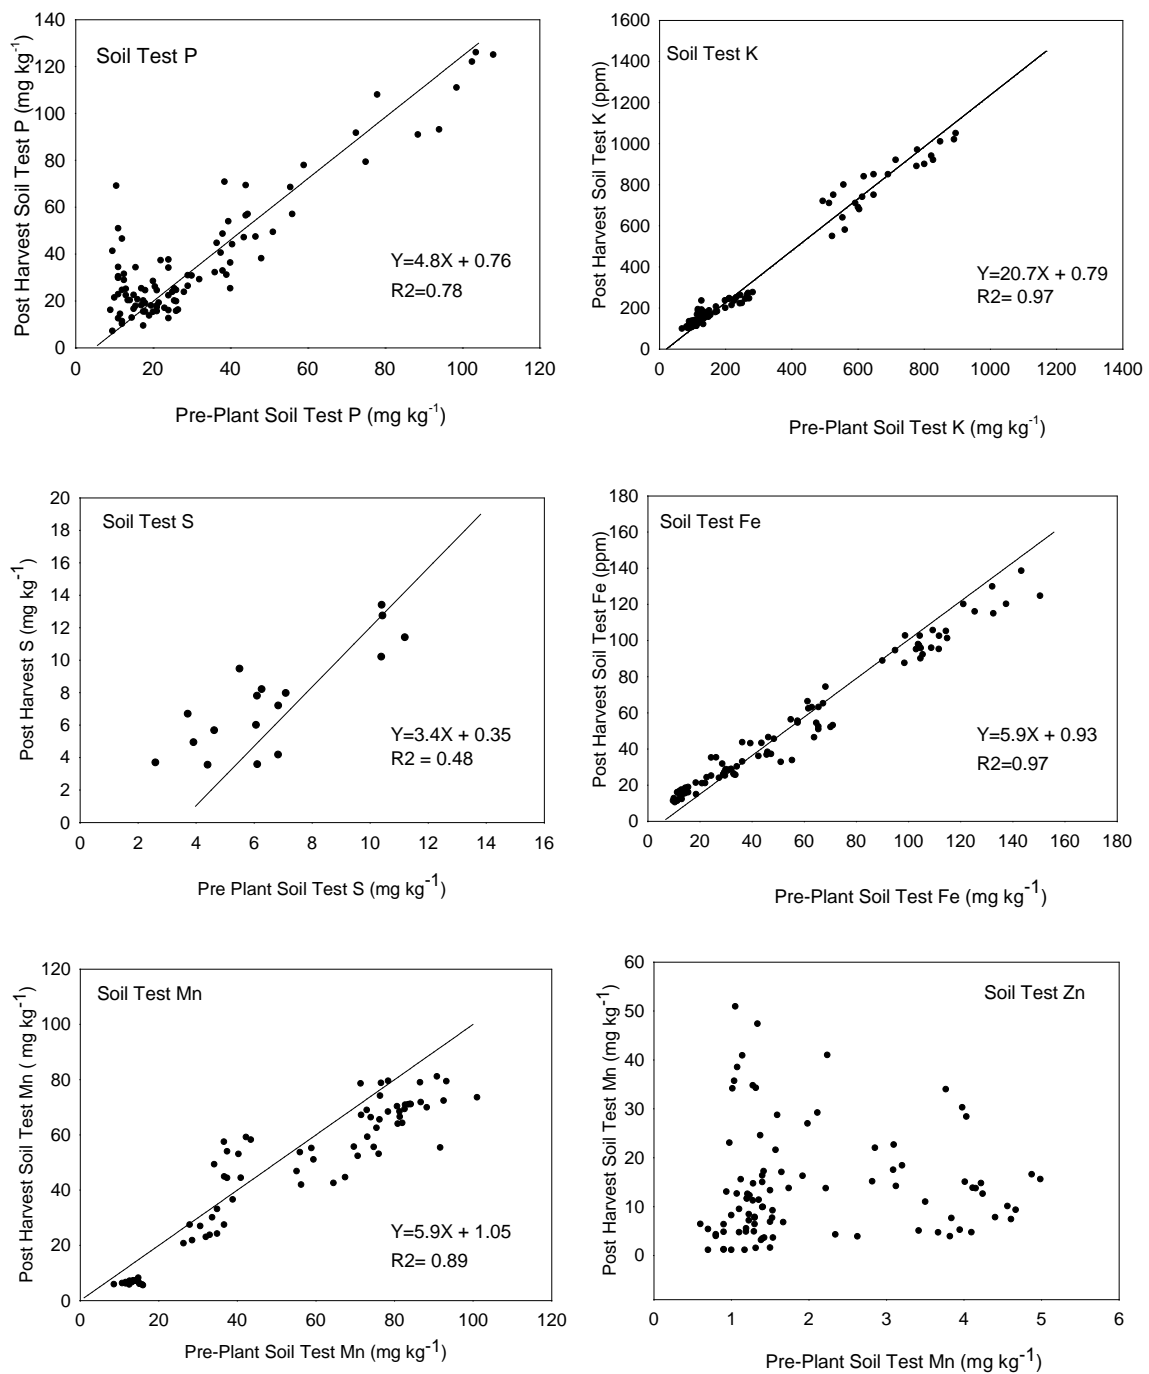 Soil Test P
Post Harvest Soil Test P (mg kg-1)
140
120
100
80
60
40
20
0
Y=4.8X + 0.76
R2=0.78
0 20 40 60 80 100 120
Pre-Plant Soil Test P (mg kg-1)
Soil Test K
Post Harvest Soil Test K (ppm)
1600
1400
1200
1000
800
600
400
200
0
Y=20.7X + 0.79
R2= 0.97
0 200 400 600 800 1000 1200 1400
Pre-Plant Soil Test K (mg kg-1)
Soil Test S
Post Harvest S (mg kg-1)
20
18
16
14
12
10
8
6
4
2
0
Y=3.4X + 0.35
R2 = 0.48
0 2 4 6 8 10 12 14 16
Pre Plant Soil Test S (mg kg-1)
Soil Test Fe
Post Harvest Soil Test Fe (ppm)
180
160
140
120
100
80
60
40
20
0
Y=5.9X + 0.93
R2=0.97
0 20 40 60 80 100 120 140 160 180
Pre-Plant Soil Test Fe (mg kg-1)
Soil Test Mn
Post Harvest Soil Test Mn ( mg kg-1)
120
100
80
60
40
20
0
Y=5.9X + 1.05
R2= 0.89
0 20 40 60 80 100 120
Pre-Plant Soil Test Mn (mg kg-1)
Soil Test Zn
Post Harvest Soil Test Mn (mg kg-1)
60
50
40
30
20
10
0
0 1 2 3 4 5 6
Pre-Plant Soil Test Mn (mg kg-1)